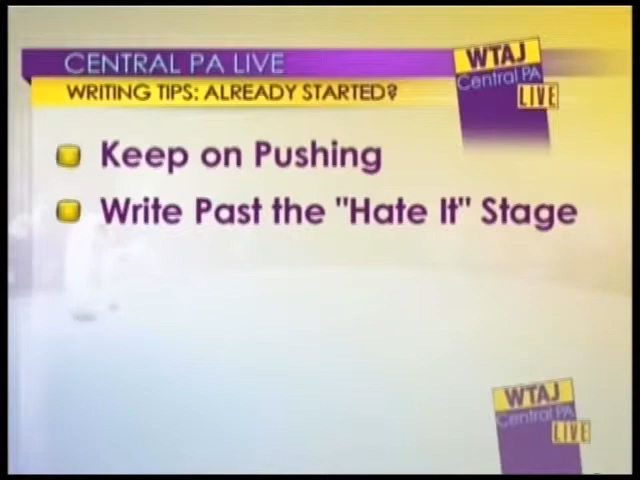 CENTRAL PA LIVE
WTAJ
Central PA
LIVE
WRITING TIPS: ALREADY STARTED?
Keep on Pushing
Write Past the "Hate It" Stage
WTAJ
Central PA
LIVE